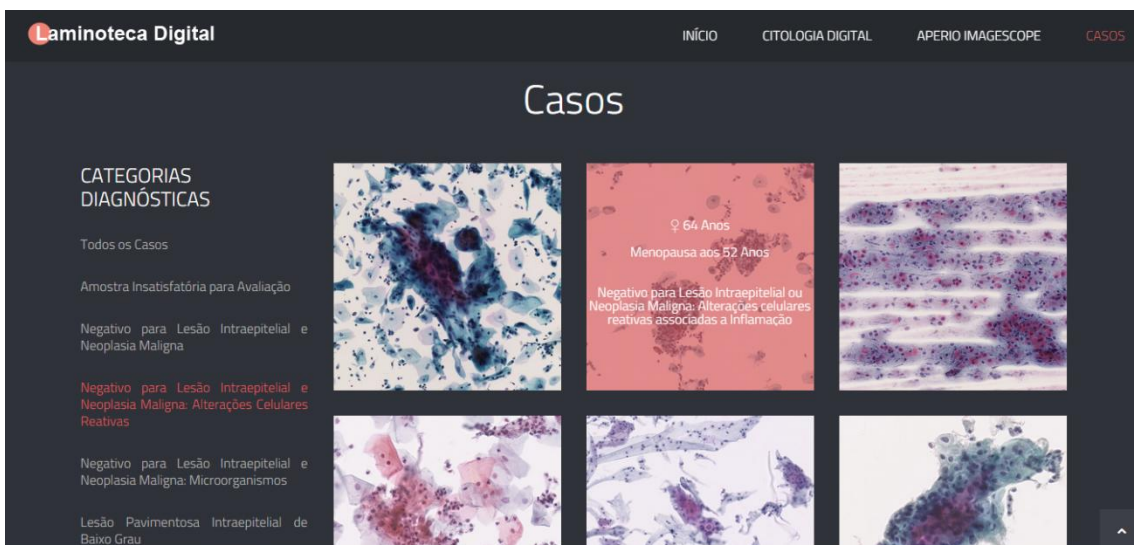 Laminoteca Digital
INÍCIO
CITOLOGIA DIGITAL
APERIO IMAGESCOPE
CASOS
Casos
CATEGORIAS
DIAGNÓSTICAS
Todos os Casos
Amostra Insatisfatória para Avaliação
Negativo para Lesão Intraepitelial e
Neoplasia Maligna
Negativo para Lesão Intraepitelial e
Neoplasia Maligna: Alterações Celulares
Reativas
Negativo para Lesão Intraepitelial e
Neoplasia Maligna: Microorganismos
Lesão Pavimentosa Intraepitelial de
Baixo Grau
♀ 64 Anos
Menopausa aos 52 Anos
Negativo para Lesão Intraepitelial ou
Neoplasia Maligna: Alterações celulares
reativas associadas a Inflamação